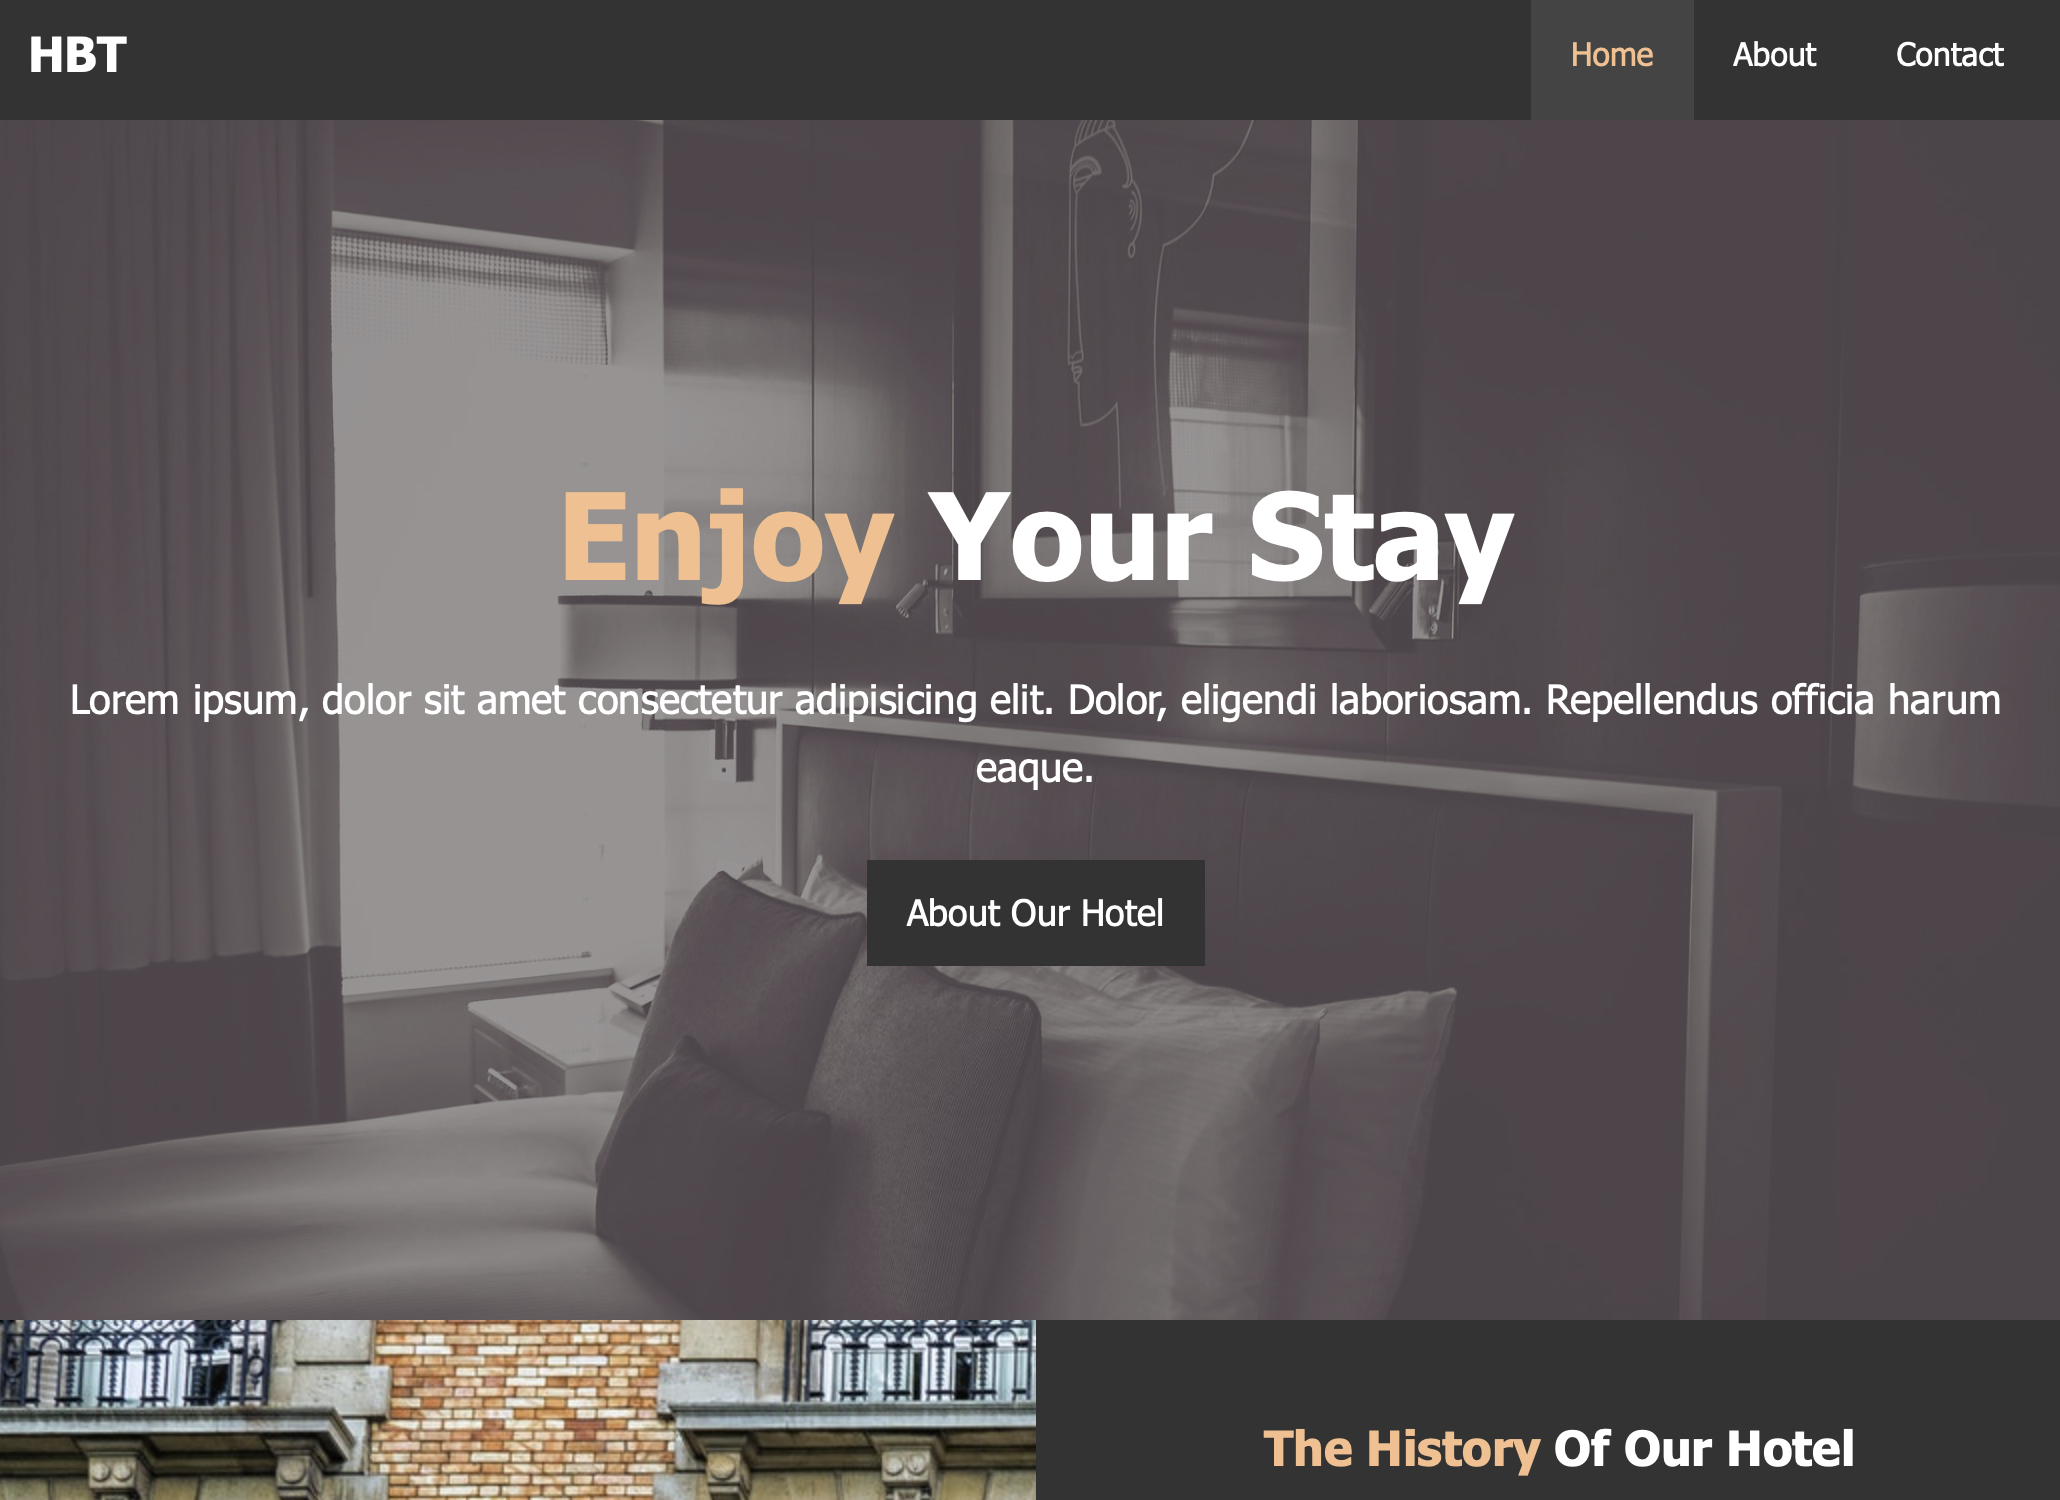 HBT
Home
About
Contact
Enjoy Your Stay
Lorem ipsum, dolor sit amet consectetur adipisicing elit. Dolor, eligendi laboriosam. Repellendus officia harum
eaque.
About Our Hotel
The History Of Our Hotel